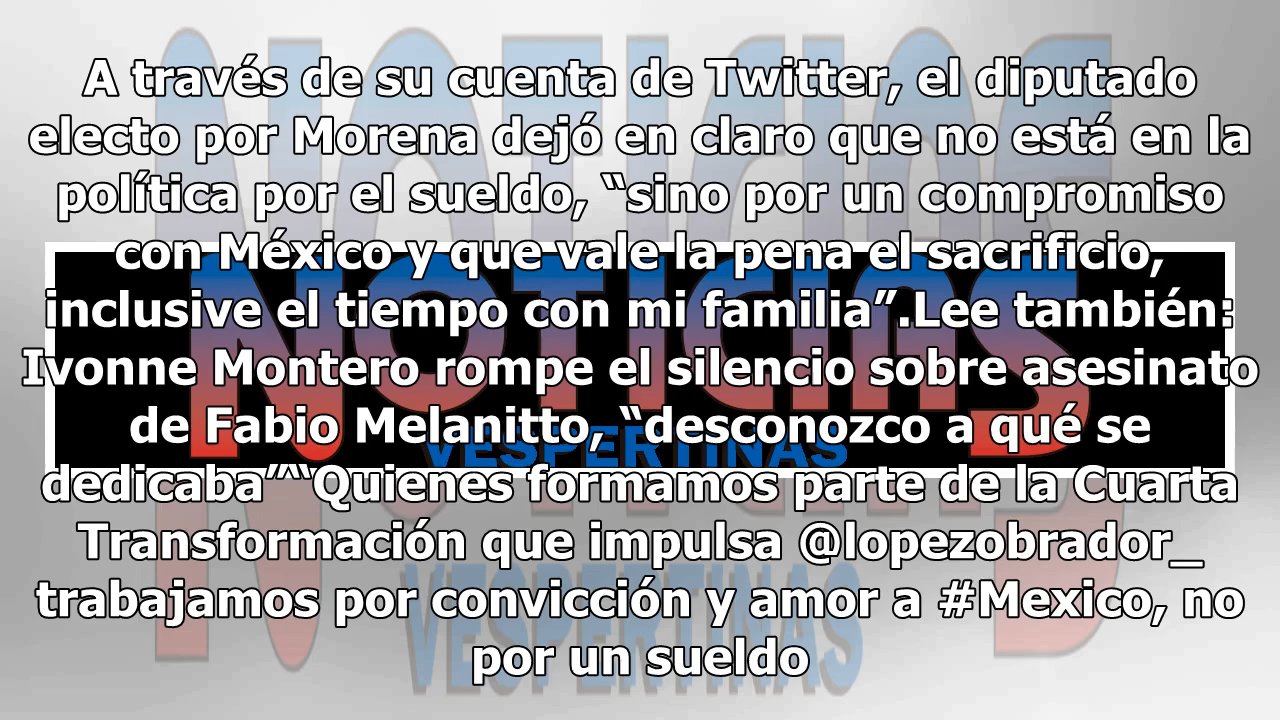 A través de su cuenta de Twitter, el diputado
electo por Morena dejó en claro que no está en la
política por el sueldo, “sino por un compromiso
con México y que vale la pena el sacrificio,
inclusive el tiempo con mi familia”.Lee también:
Ivonne Montero rompe el silencio sobre asesinato
de Fabio Melanitto, “desconozco a qué se
dedicaba”“Quienes formamos parte de la Cuarta
Transformación que impulsa @lopezobrador_
trabajamos por convicción y amor a #Mexico, no
por un sueldo
NOTICIAS
VESPERTINAS
NOTICIAS
VESPERTINAS